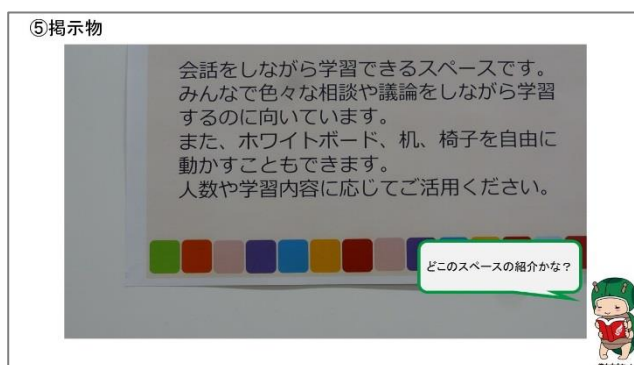 ⑤掲示物
会話をしながら学習できるスペースです。
みんなで色々な相談や議論をしながら学習
するのに向いています。
また、ホワイトボード、机、椅子を自由に
動かすこともできます。
人数や学習内容に応じてご活用ください。
どこのスペースの紹介かな？